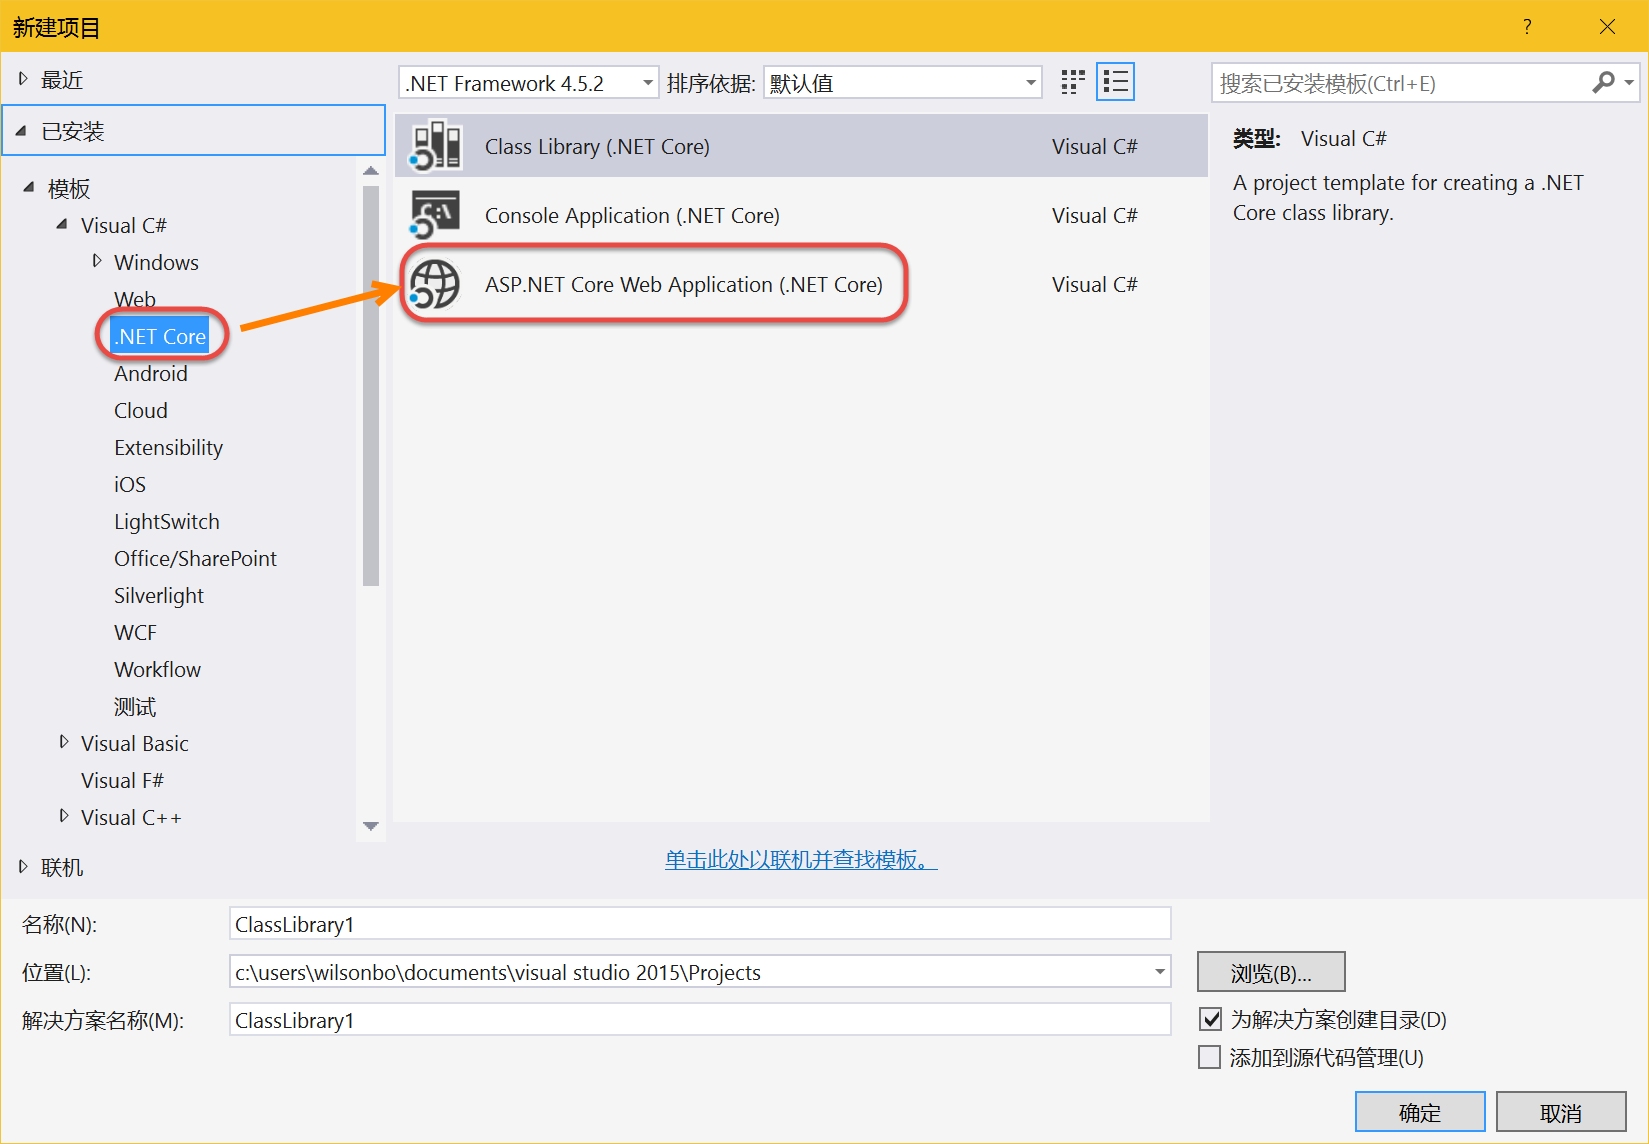 新建项目
?
最近
已安装
模板
Visual C#
Windows
Web
.NET Core
Android
Cloud
Extensibility
iOS
LightSwitch
Office/SharePoint
Silverlight
WCF
Workflow
测试
Visual Basic
Visual F#
Visual C++
联机
.NET Framework 4.5.2 排序依据: 默认值
Class Library (.NET Core) Visual C#
Console Application (.NET Core) Visual C#
ASP.NET Core Web Application (.NET Core) Visual C#
单击此处以联机并查找模板。
搜索已安装模板(Ctrl+E)
类型: Visual C#
A project template for creating a .NET
Core class library.
名称(N): ClassLibrary1
位置(L): c:\users\wilsonbo\documents\visual studio 2015\Projects 浏览(B)...
解决方案名称(M): ClassLibrary1
为解决方案创建目录(D)
添加到源代码管理(U)
确定 取消